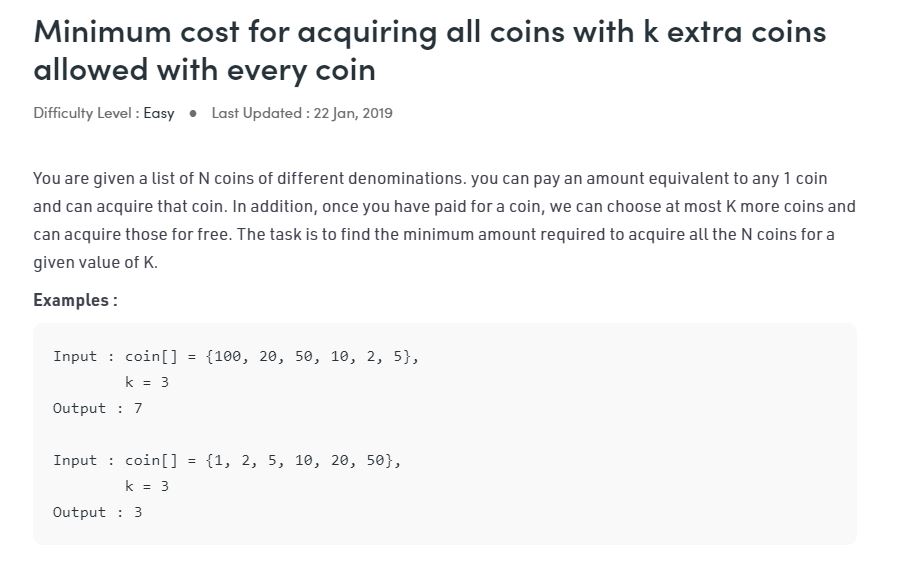 Minimum cost for acquiring all coins with k extra coins
allowed with every coin
Difficulty Level : Easy ● Last Updated : 22 Jan, 2019
You are given a list of N coins of different denominations. you can pay an amount equivalent to any 1 coin
and can acquire that coin. In addition, once you have paid for a coin, we can choose at most K more coins and
can acquire those for free. The task is to find the minimum amount required to acquire all the N coins for a
given value of K.
Examples :
Input : coin[] = {100, 20, 50, 10, 2, 5},
k = 3
Output : 7
Input : coin[] = {1, 2, 5, 10, 20, 50},
k = 3
Output : 3